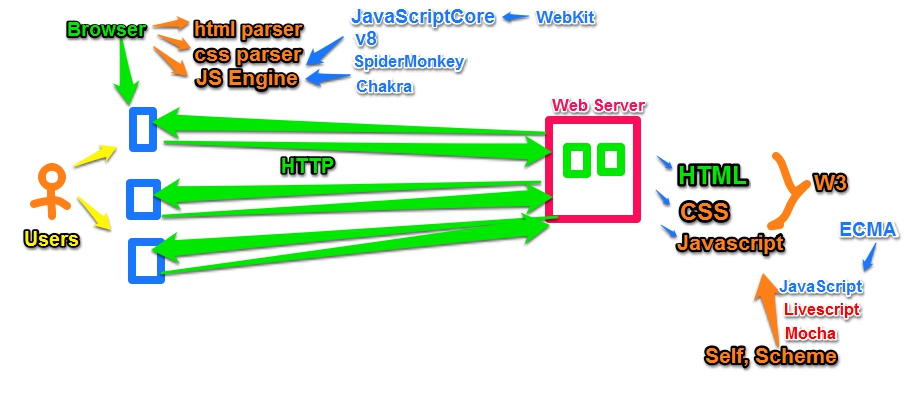 Browser
html parser
css parser
JS Engine
JavaScriptCore
WebKit
v8
SpiderMonkey
Chakra
Web Server
HTTP
Users
HTML
CSS
Javascript
W3
ECMA
JavaScript
Livescript
Mocha
Self, Scheme